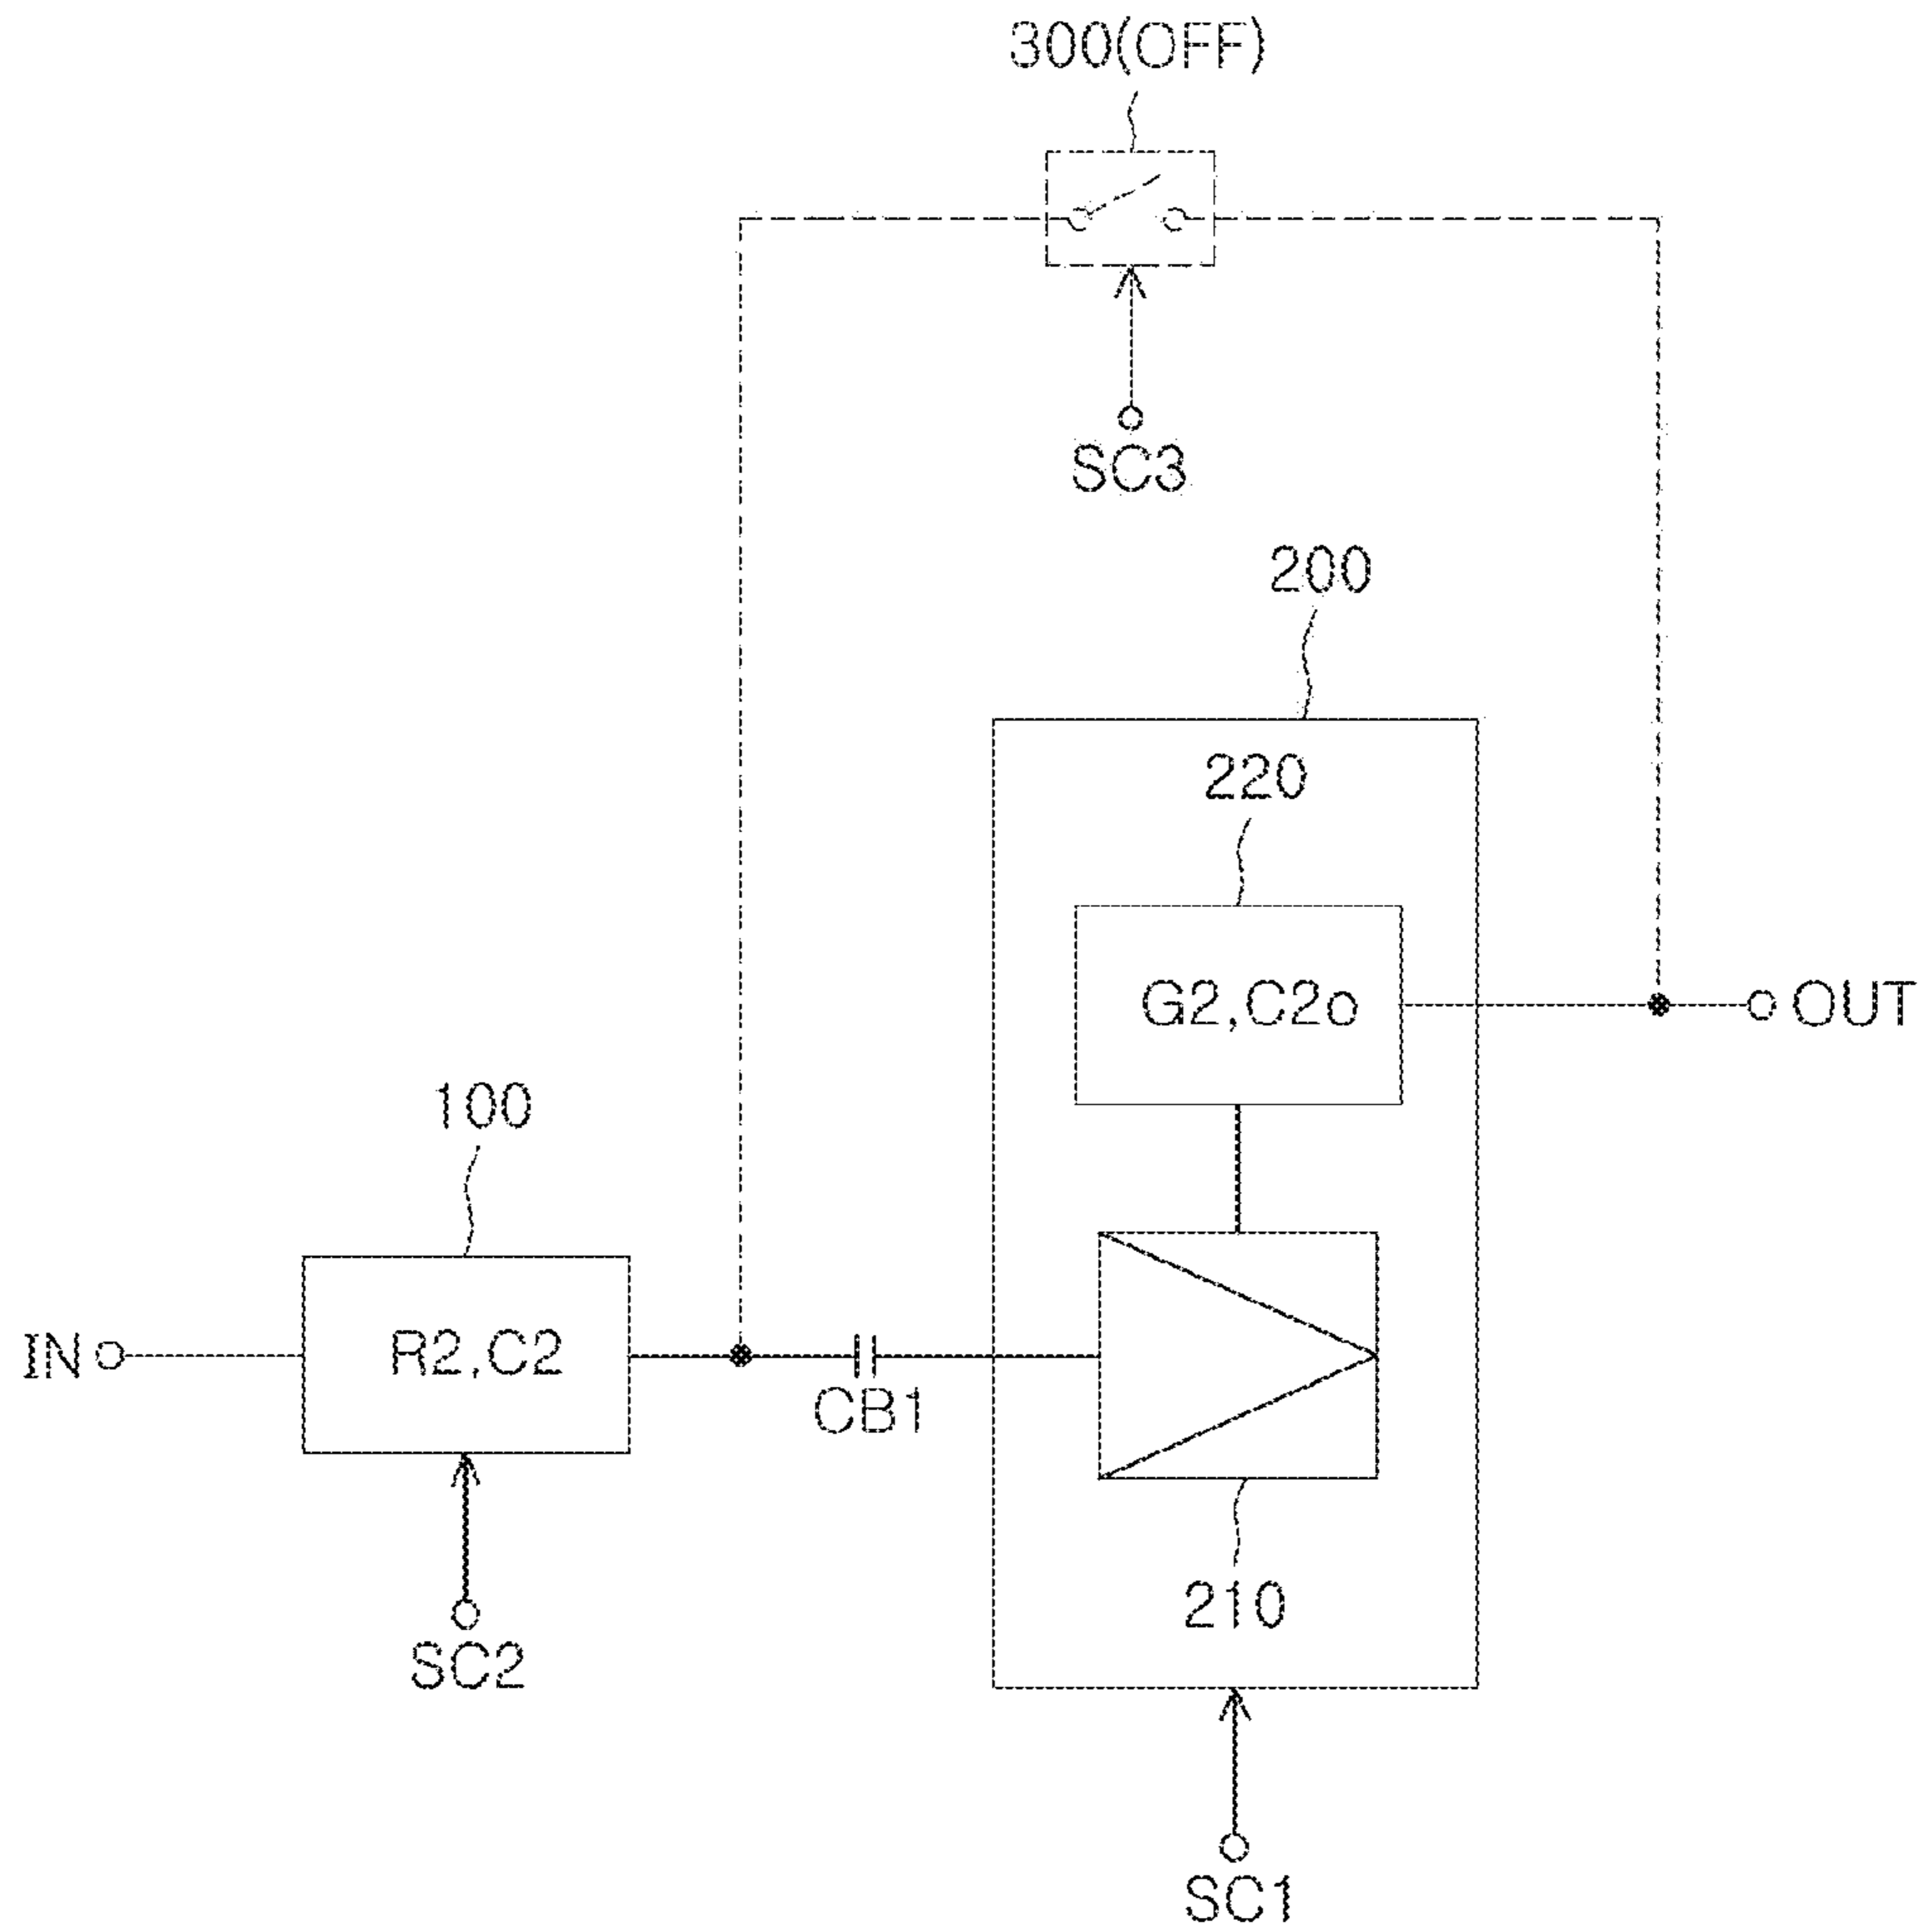 300(OFF)
SC3
200
220
G2,C2o
OUT
100
IN
R2,C2
CB1
210
SC2
SC1